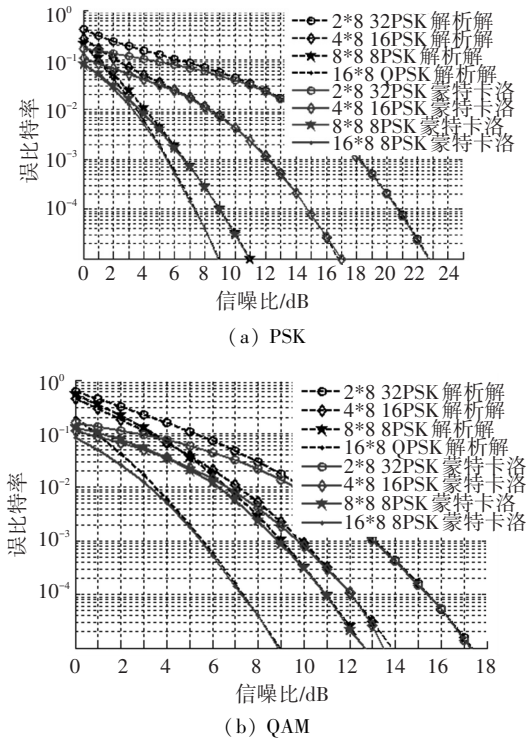 10⁰
10⁻¹
10⁻²
10⁻³
10⁻⁴
误比特率
2*8 32PSK 解析解
4*8 16PSK 解析解
8*8 8PSK 解析解
16*8 QPSK 解析解
2*8 32PSK 蒙特卡洛
4*8 16PSK 蒙特卡洛
8*8 8PSK 蒙特卡洛
16*8 8PSK 蒙特卡洛
0 2 4 6 8 10 12 14 16 18 20 22 24
信噪比/dB
(a) PSK
10⁰
10⁻¹
10⁻²
10⁻³
10⁻⁴
误比特率
2*8 32PSK 解析解
4*8 16PSK 解析解
8*8 8PSK 解析解
16*8 QPSK 解析解
2*8 32PSK 蒙特卡洛
4*8 16PSK 蒙特卡洛
8*8 8PSK 蒙特卡洛
16*8 8PSK 蒙特卡洛
0 2 4 6 8 10 12 14 16 18
信噪比/dB
(b) QAM